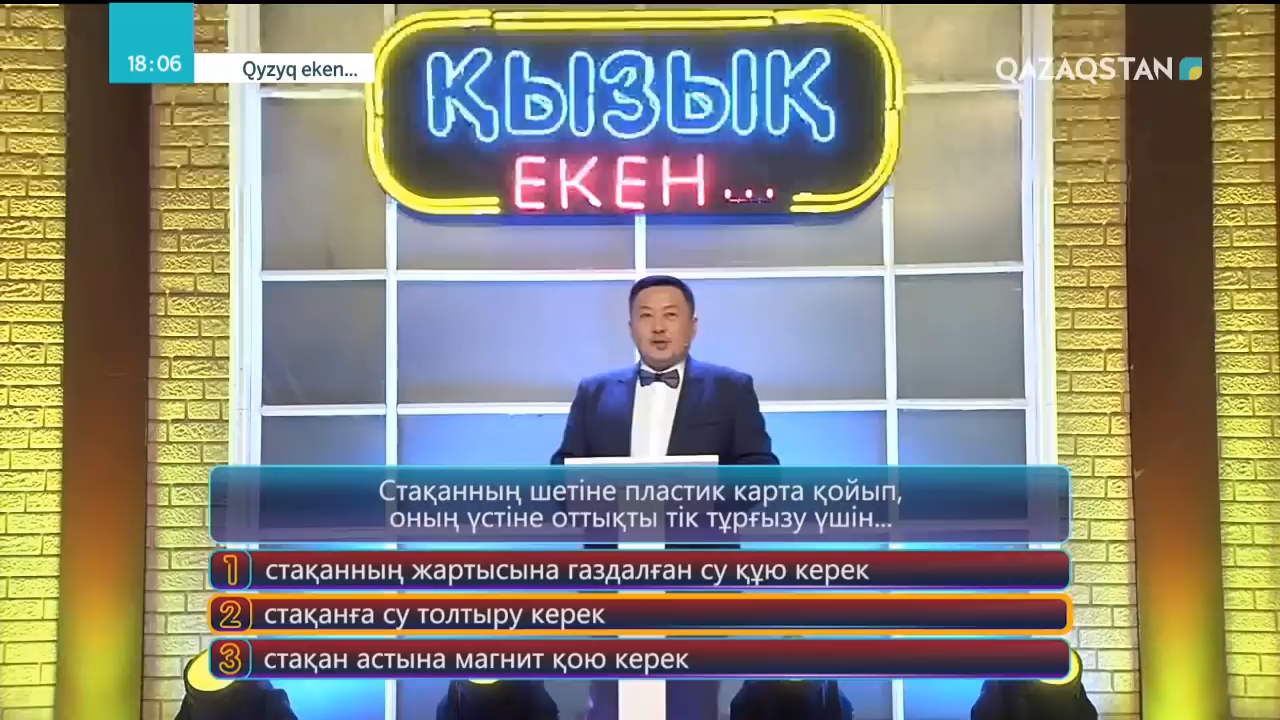 18:06
Qyzyq eken...
QAZAQSTAN
ҚЫЗЫҚ
ЕКЕН...
Стақанның шетіне пластик карта қойып,
оның үстіне оттықты тік тұрғызу үшін...
1 стақанның жартысына газдалған су құю керек
2 стақанға су толтыру керек
3 стақан астына магнит қою керек